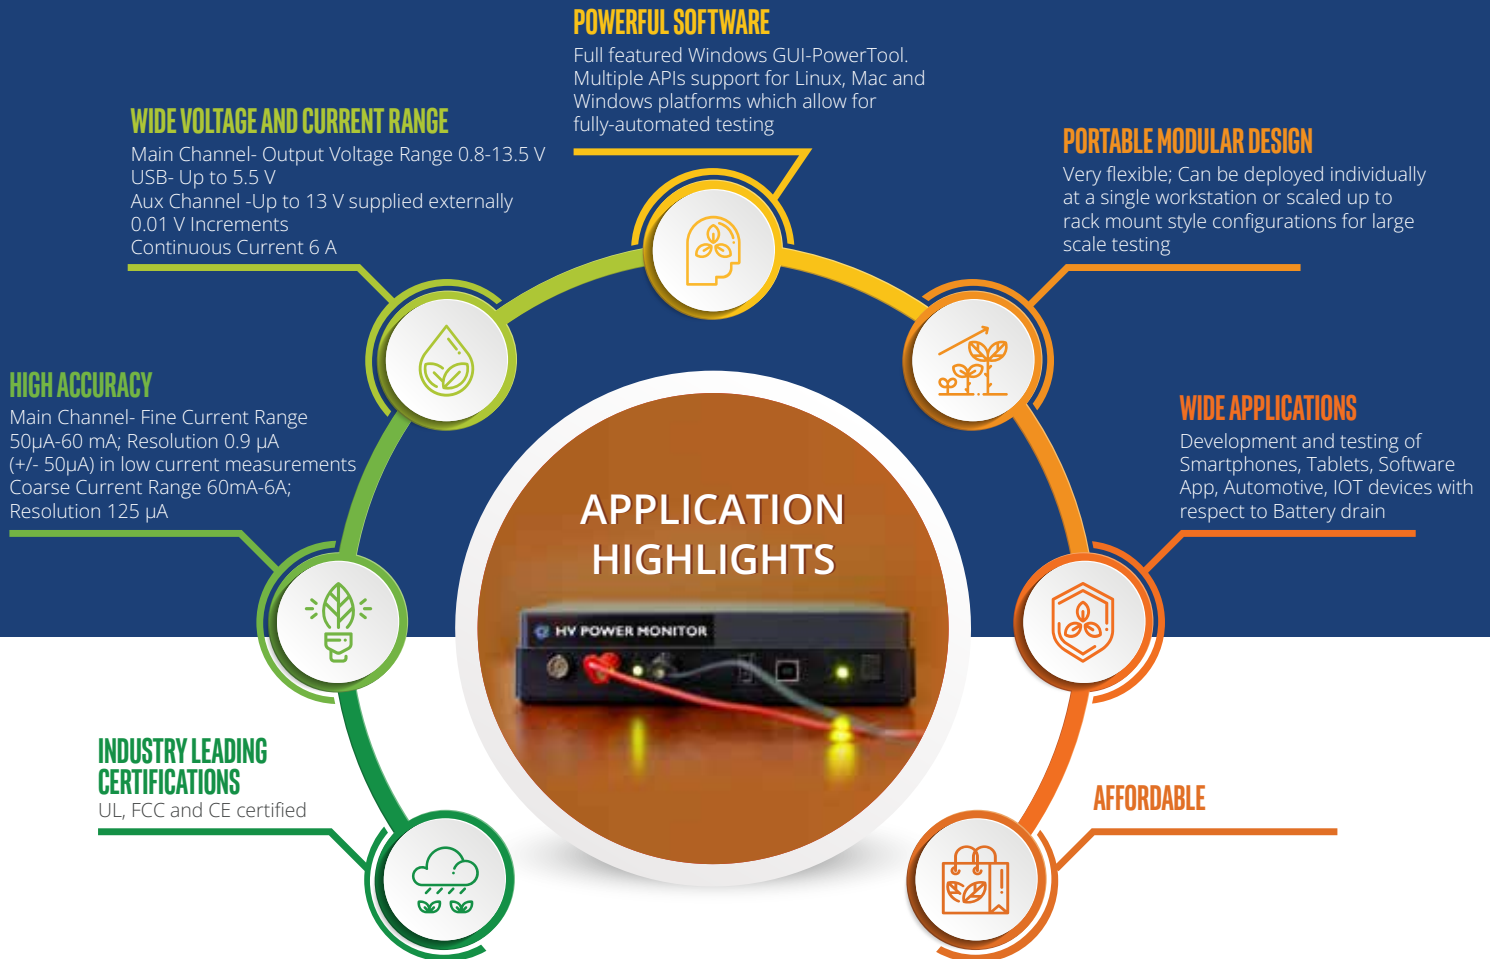 POWERFUL SOFTWARE
Full featured Windows GUI-PowerTool.
Multiple APIs support for Linux, Mac and
Windows platforms which allow for
fully-automated testing
WIDE VOLTAGE AND CURRENT RANGE
Main Channel- Output Voltage Range 0.8-13.5 V
USB- Up to 5.5 V
Aux Channel -Up to 13 V supplied externally
0.01 V Increments
Continuous Current 6 A
PORTABLE MODULAR DESIGN
Very flexible; Can be deployed individually
at a single workstation or scaled up to
rack mount style configurations for large
scale testing
HIGH ACCURACY
Main Channel- Fine Current Range
50µA-60 mA; Resolution 0.9 µA
(+/- 50µA) in low current measurements
Coarse Current Range 60mA-6A;
Resolution 125 µA
WIDE APPLICATIONS
Development and testing of
Smartphones, Tablets, Software
App, Automotive, IOT devices with
respect to Battery drain
APPLICATION
HIGHLIGHTS
HV POWER MONITOR
INDUSTRY LEADING
CERTIFICATIONS
UL, FCC and CE certified
AFFORDABLE